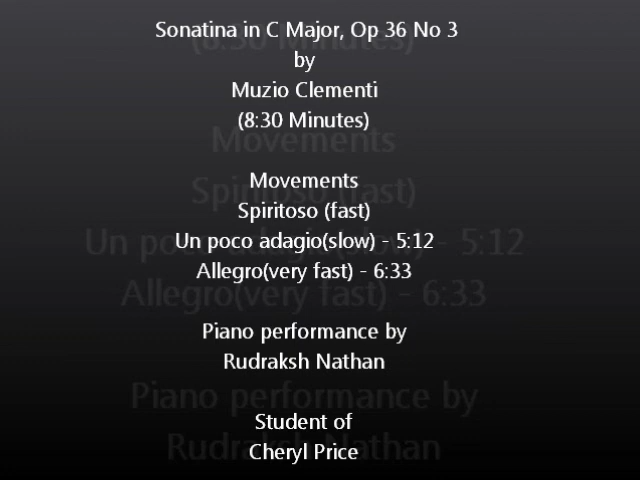 Sonatina in C Major, Op 36 No 3
by
Muzio Clementi
(8:30 Minutes)
Movements
Spiritoso (fast)
Un poco adagio(slow) - 5:12
Allegro(very fast) - 6:33
Piano performance by
Rudraksh Nathan
Student of
Cheryl Price